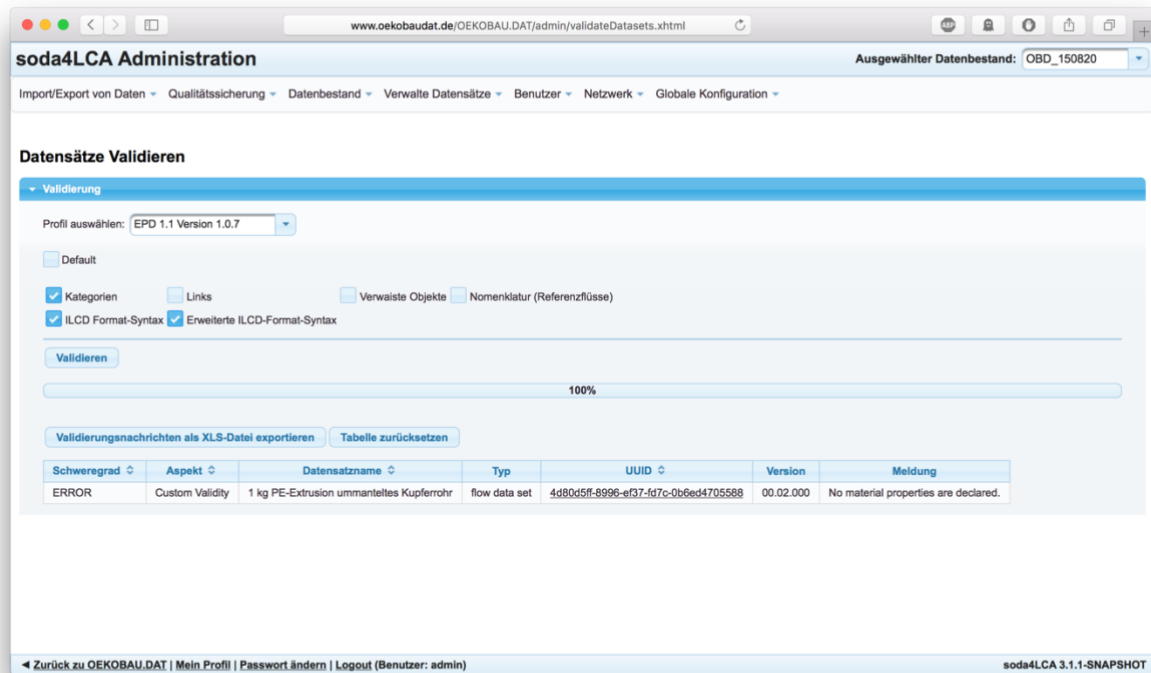 www.oekobaudat.de/OEKOBAU.DAT/admin/validateDatasets.xhtml
ABP
soda4LCA Administration
Ausgewählter Datenbestand: OBD_150820
Import/Export von Daten Qualitätssicherung Datenbestand Verwalte Datensätze Benutzer Netzwerk Globale Konfiguration
Datensätze Validieren
Validierung
Profil auswählen: EPD 1.1 Version 1.0.7
Default
Kategorien Links Verwaiste Objekte Nomenklatur (Referenzflüsse)
ILCD Format-Syntax Erweiterte ILCD-Format-Syntax
Validieren
100%
Validierungsnachrichten als XLS-Datei exportieren Tabelle zurücksetzen
Schweregrad Aspekt Datensatzname Typ UUID Version Meldung
ERROR Custom Validity 1 kg PE-Extrusion ummanteltes Kupferrohr flow data set 4d80d5ff-8996-ef37-fd7c-0b6ed4705588 00.02.000 No material properties are declared.
Zurück zu OEKOBAU.DAT | Mein Profil | Passwort ändern | Logout (Benutzer: admin)
soda4LCA 3.1.1-SNAPSHOT